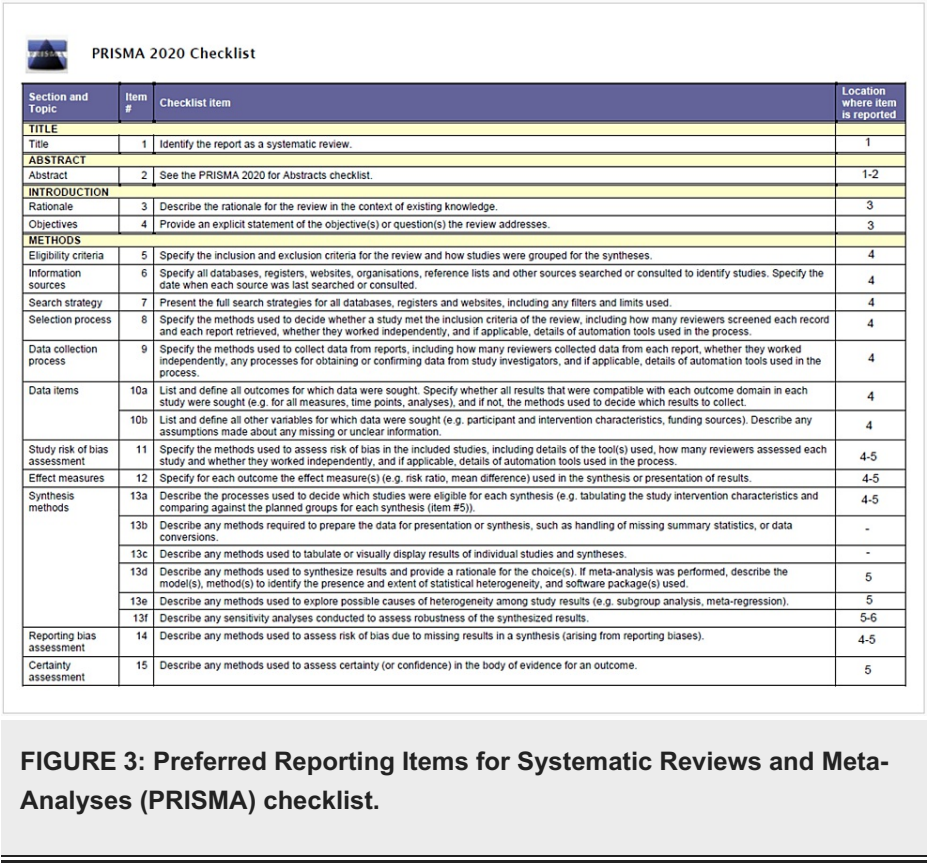 PRISMA 2020 Checklist
Section and Topic Item # Checklist item Location where item is reported
TITLE
Title 1 Identify the report as a systematic review. 1
ABSTRACT
Abstract 2 See the PRISMA 2020 for Abstracts checklist. 1-2
INTRODUCTION
Rationale 3 Describe the rationale for the review in the context of existing knowledge. 3
Objectives 4 Provide an explicit statement of the objective(s) or question(s) the review addresses. 3
METHODS
Eligibility criteria 5 Specify the inclusion and exclusion criteria for the review and how studies were grouped for the syntheses. 4
Information sources 6 Specify all databases, registers, websites, organisations, reference lists and other sources searched or consulted to identify studies. Specify the
date when each source was last searched or consulted. 4
Search strategy 7 Present the full search strategies for all databases, registers and websites, including any filters and limits used. 4
Selection process 8 Specify the methods used to decide whether a study met the inclusion criteria of the review, including how many reviewers screened each record
and each report retrieved, whether they worked independently, and if applicable, details of automation tools used in the process. 4
Data collection process 9 Specify the methods used to collect data from reports, including how many reviewers collected data from each report, whether they worked
independently, any processes for obtaining or confirming data from study investigators, and if applicable, details of automation tools used in the
process. 4
Data items 10a List and define all outcomes for which data were sought. Specify whether all results that were compatible with each outcome domain in each
study were sought (e.g. for all measures, time points, analyses), and if not, the methods used to decide which results to collect. 4
10b List and define all other variables for which data were sought (e.g. participant and intervention characteristics, funding sources). Describe any
assumptions made about any missing or unclear information. 4
Study risk of bias assessment 11 Specify the methods used to assess risk of bias in the included studies, including details of the tool(s) used, how many reviewers assessed each
study and whether they worked independently, and if applicable, details of automation tools used in the process. 4-5
Effect measures 12 Specify for each outcome the effect measure(s) (e.g. risk ratio, mean difference) used in the synthesis or presentation of results. 4-5
Synthesis methods 13a Describe the processes used to decide which studies were eligible for each synthesis (e.g. tabulating the study intervention characteristics and
comparing against the planned groups for each synthesis (item #5)). 4-5
13b Describe any methods required to prepare the data for presentation or synthesis, such as handling of missing summary statistics, or data
conversions. -
13c Describe any methods used to tabulate or visually display results of individual studies and syntheses. -
13d Describe any methods used to synthesize results and provide a rationale for the choice(s). If meta-analysis was performed, describe the
model(s), method(s) to identify the presence and extent of statistical heterogeneity, and software package(s) used. 5
13e Describe any methods used to explore possible causes of heterogeneity among study results (e.g. subgroup analysis, meta-regression). 5
13f Describe any sensitivity analyses conducted to assess robustness of the synthesized results. 5-6
Reporting bias assessment 14 Describe any methods used to assess risk of bias due to missing results in a synthesis (arising from reporting biases). 4-5
Certainty assessment 15 Describe any methods used to assess certainty (or confidence) in the body of evidence for an outcome. 5
FIGURE 3: Preferred Reporting Items for Systematic Reviews and Meta-
Analyses (PRISMA) checklist.